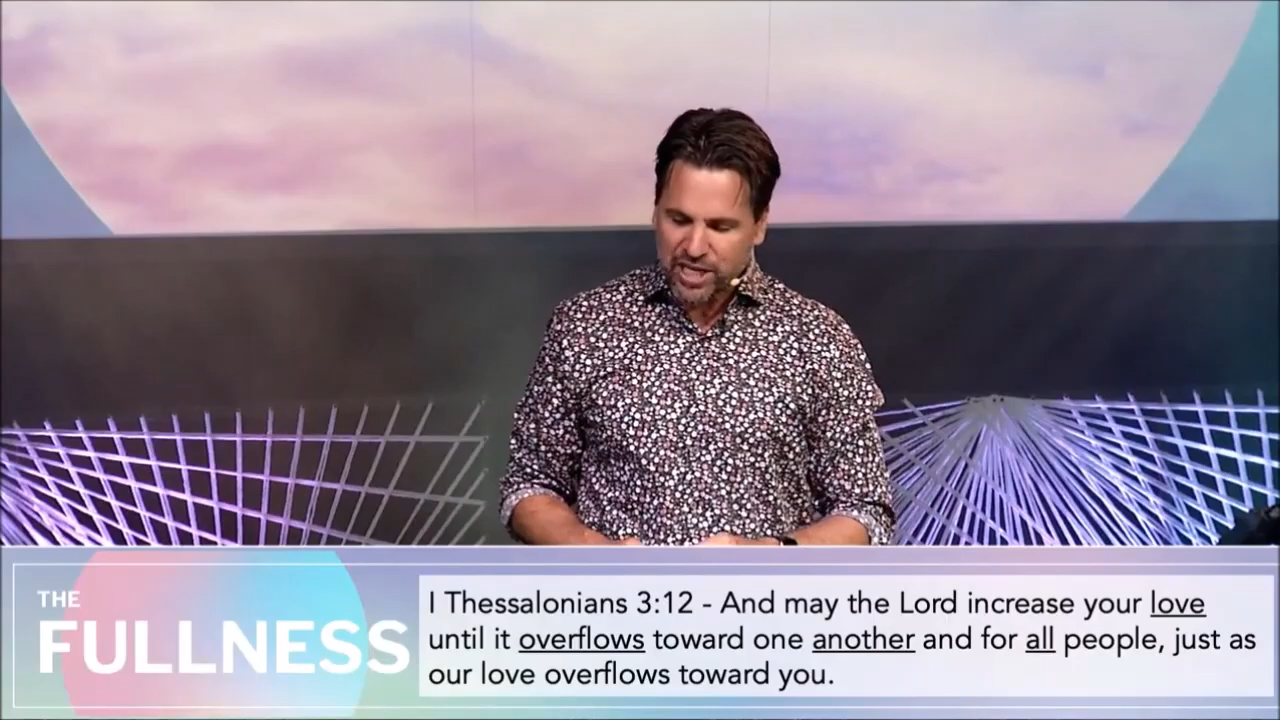 THE
FULLNESS
I Thessalonians 3:12 - And may the Lord increase your love
until it overflows toward one another and for all people, just as
our love overflows toward you.